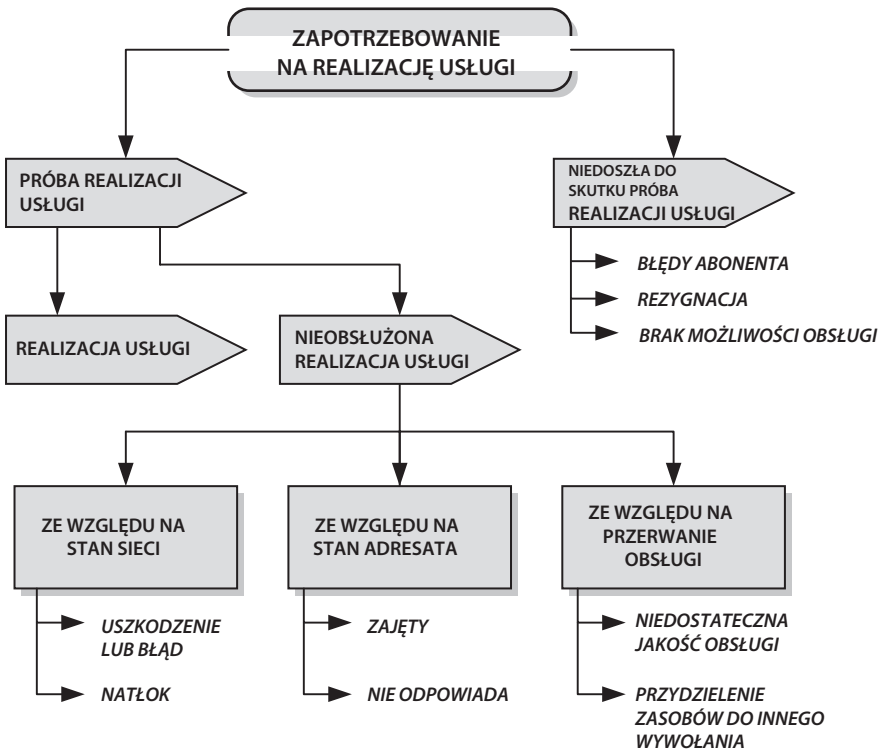 ZAPOTRZEBOWANIE
NA REALIZACJĘ USŁUGI
PRÓBA REALIZACJI
USŁUGI
NIEDOSZŁA DO
SKUTKU PRÓBA
REALIZACJI USŁUGI
BŁĘDY ABONENTA
REZYGNACJA
BRAK MOŻLIWOŚCI OBSŁUGI
REALIZACJA USŁUGI
NIEOBSŁUŻONA
REALIZACJA USŁUGI
ZE WZGLĘDU NA
STAN SIECI
ZE WZGLĘDU NA
STAN ADRESATA
ZE WZGLĘDU NA
PRZERWANIE
OBSŁUGI
USZKODZENIE
LUB BŁĄD
NATŁOK
ZAJĘTY
NIE ODPOWIADA
NIEDOSTATECZNA
JAKOŚĆ OBSŁUGI
PRZYDZIELENIE
ZASOBÓW DO INNEGO
WYWOŁANIA